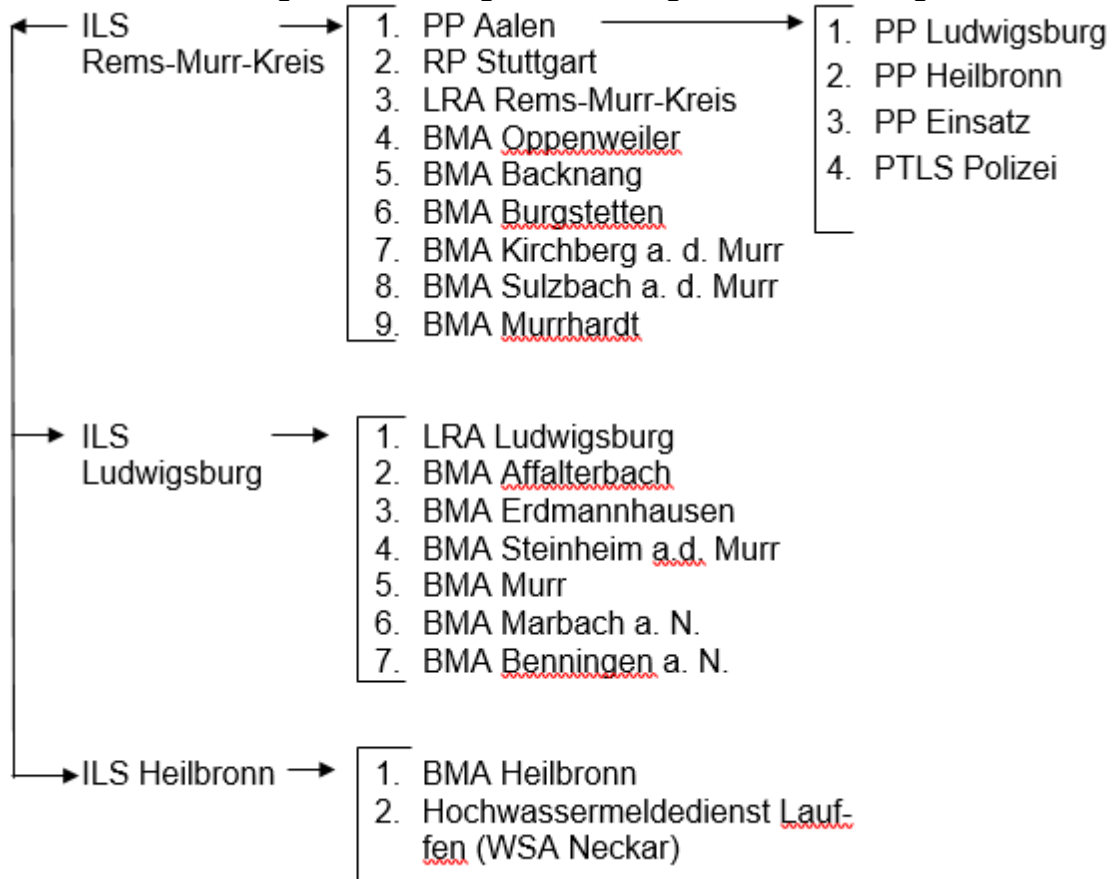 ILS
Rems-Murr-Kreis
1. PP Aalen
2. RP Stuttgart
3. LRA Rems-Murr-Kreis
4. BMA Oppenweiler
5. BMA Backnang
6. BMA Burgstetten
7. BMA Kirchberg a. d. Murr
8. BMA Sulzbach a. d. Murr
9. BMA Murrhardt
1. PP Ludwigsburg
2. PP Heilbronn
3. PP Einsatz
4. PTLS Polizei
ILS
Ludwigsburg
1. LRA Ludwigsburg
2. BMA Affalterbach
3. BMA Erdmannhausen
4. BMA Steinheim a.d. Murr
5. BMA Murr
6. BMA Marbach a. N.
7. BMA Benningen a. N.
ILS Heilbronn
1. BMA Heilbronn
2. Hochwassermeldedienst Lauf-
fen (WSA Neckar)